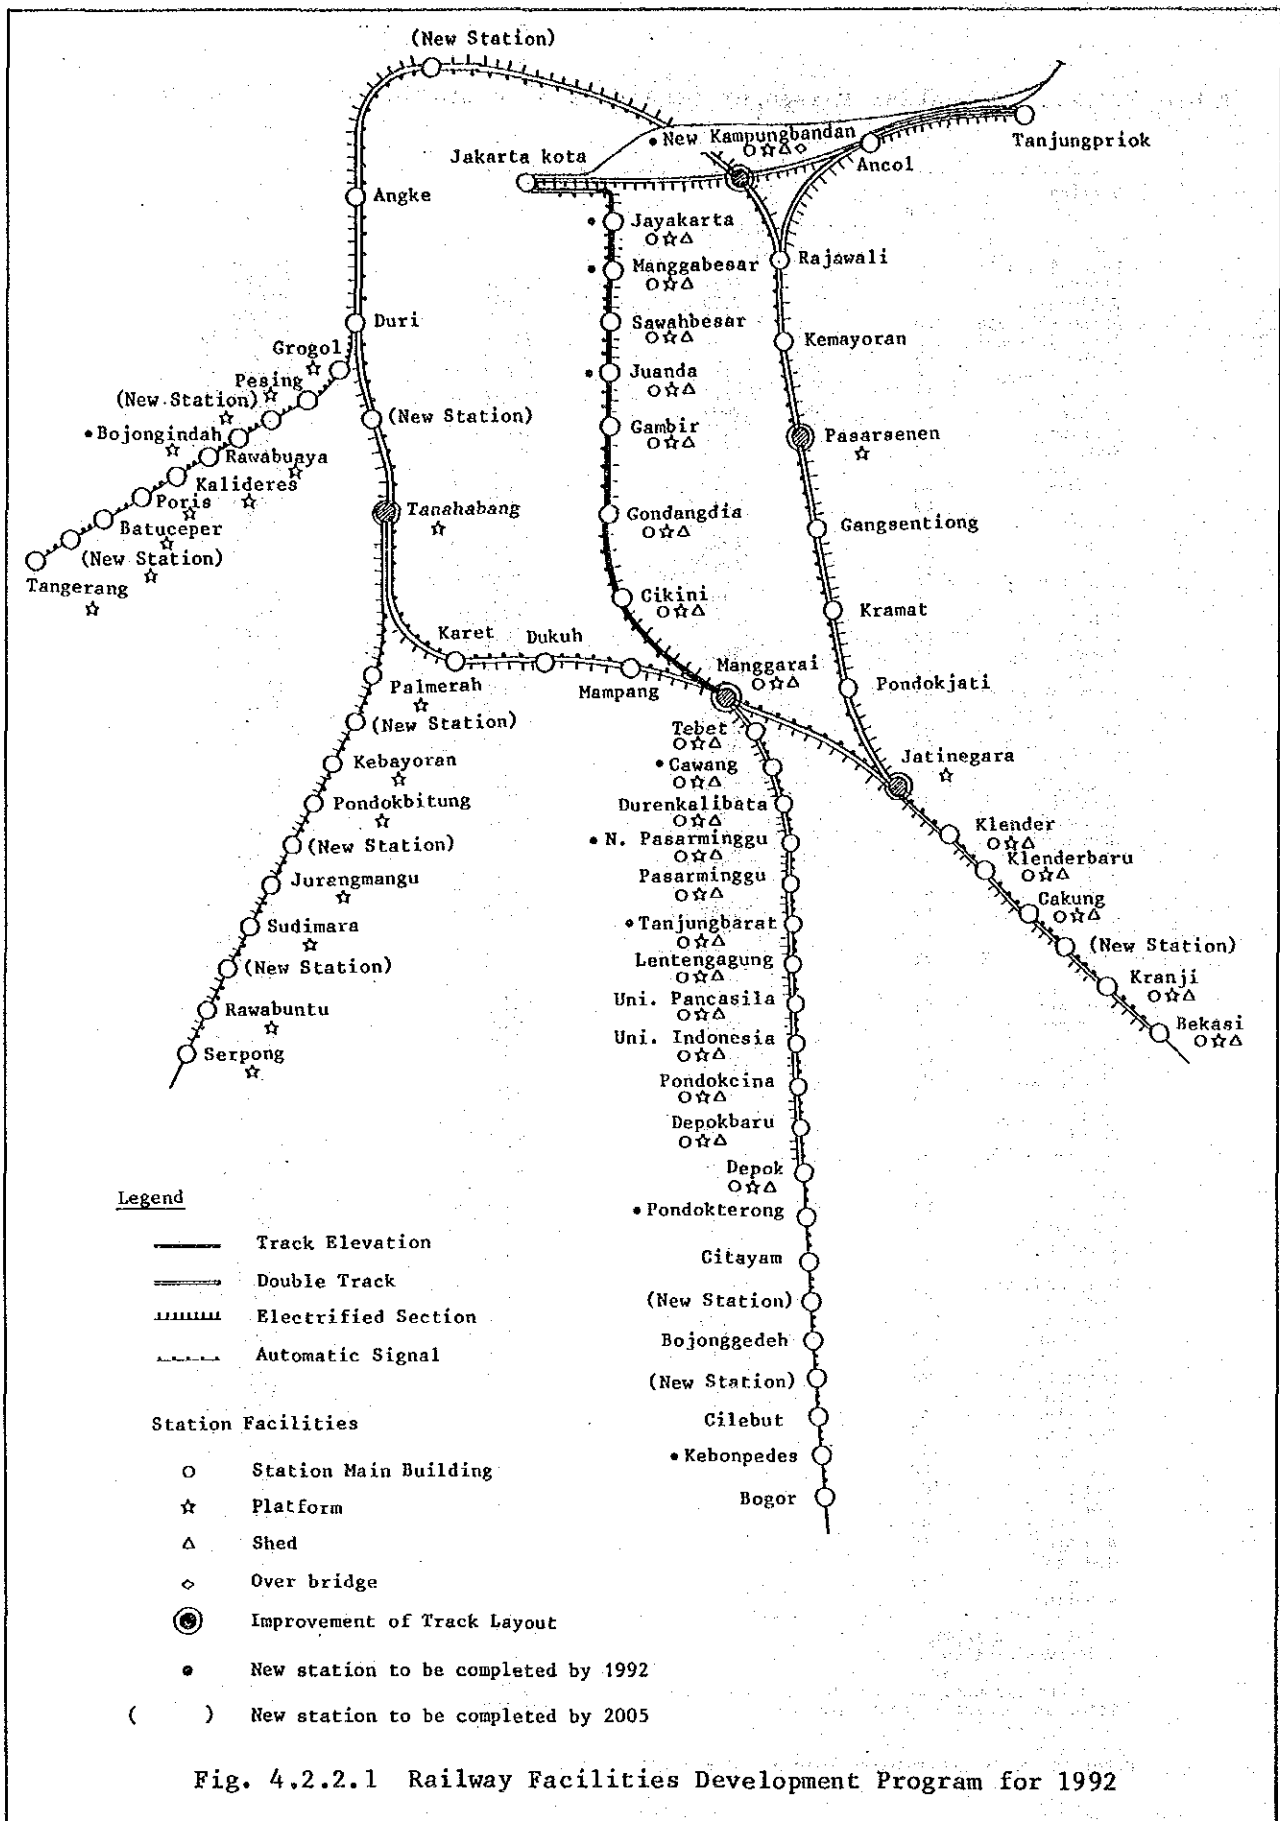 (New Station)
• New Kampungbandan
Tanjungpriok
Jakarta kota
Ancol
Angke
• Jayakarta
Rajawali
• Manggabesar
Duri
Sawahbesar
Kemayoran
Grogol
• Juanda
Pesing
(New Station)
(New Station)
Gambir
• Bojongindah
Pasarsenen
Rawabuaya
Kalideres
Poris
Tanahabang
Gondangdia
Gangsentiong
Batuceper
(New Station)
Tangerang
Cikini
Kramat
Karet
Dukuh
Manggarai
Palmerah
Mampang
Pondokjati
(New Station)
Tebet
Kebayoran
• Cawang
Jatinegara
Pondokbitung
Durenkalibata
Klender
(New Station)
• N. Pasarminggu
Klenderbaru
Jurangmangu
Pasarminggu
Cakung
Sudimara
• Tanjungbarat
(New Station)
(New Station)
Lentengagung
Kranji
Rawabuntu
Uni. Pancasila
Bekasi
Serpong
Uni. Indonesia
Pondokcina
Depokbaru
Depok
• Pondokterong
Citayam
(New Station)
Bojonggedeh
(New Station)
Cilebut
• Kebonpedes
Bogor
Legend
Track Elevation
Double Track
Electrified Section
Automatic Signal
Station Facilities
○ Station Main Building
☆ Platform
△ Shed
◇ Over bridge
Improvement of Track Layout
• New station to be completed by 1992
( ) New station to be completed by 2005
Fig. 4.2.2.1 Railway Facilities Development Program for 1992